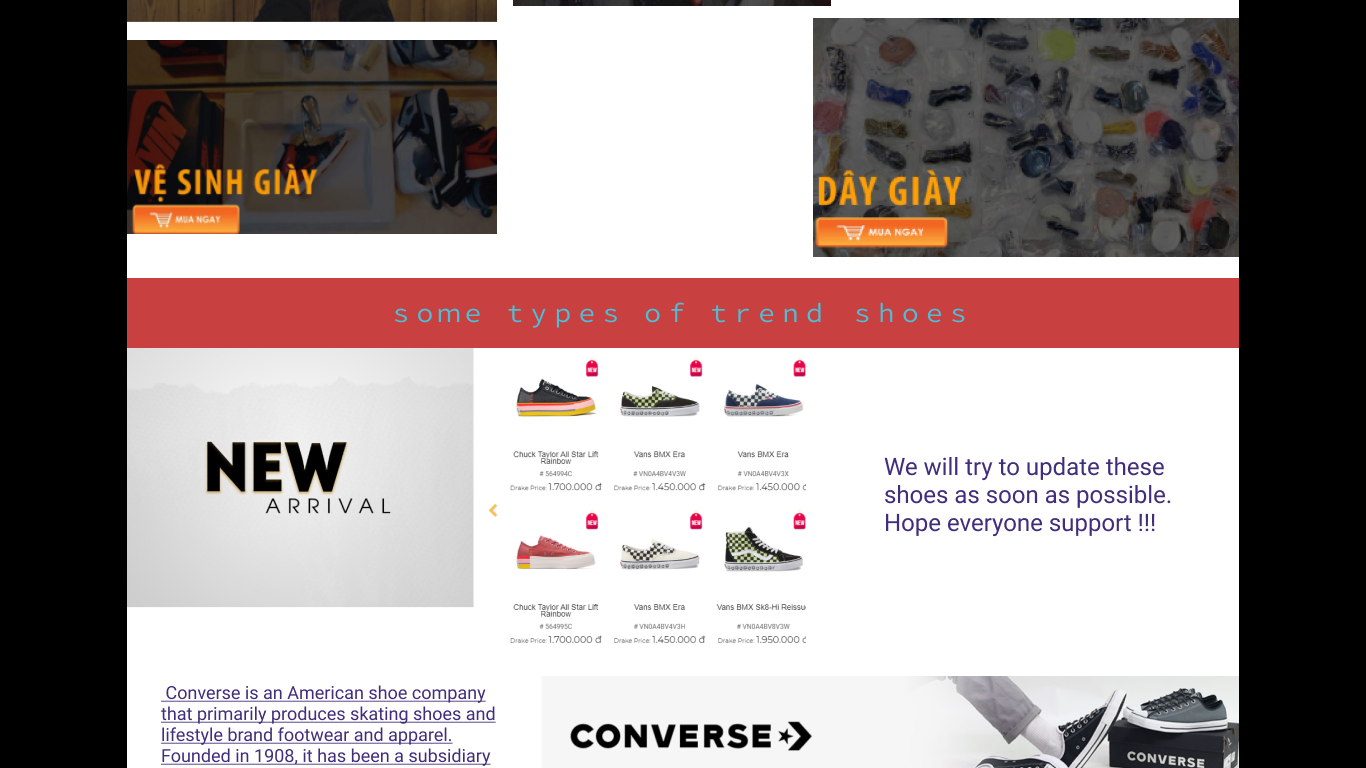 VỆ SINH GIÀY
MUA NGAY
DÂY GIÀY
MUA NGAY
some types of trend shoes
NEW
ARRIVAL
NEW
NEW
NEW
Chuck Taylor All Star Lift
Rainbow
# 564994C
Drake Price: 1.700.000 đ
Vans BMX Era
# VN0A4BV4V3W
Drake Price: 1.450.000 đ
Vans BMX Era
# VN0A4BV4V3X
Drake Price: 1.450.000
NEW
NEW
NEW
Chuck Taylor All Star Lift
Rainbow
# 564995C
Drake Price: 1.700.000 đ
Vans BMX Era
# VN0A4BV4V3H
Drake Price: 1.450.000 đ
Vans BMX Sk8-Hi Reissu
# VN0A4BV8V3W
Drake Price: 1.950.000
We will try to update these
shoes as soon as possible.
Hope everyone support !!!
Converse is an American shoe company
that primarily produces skating shoes and
lifestyle brand footwear and apparel.
Founded in 1908, it has been a subsidiary
CONVERSE
CONVERSE